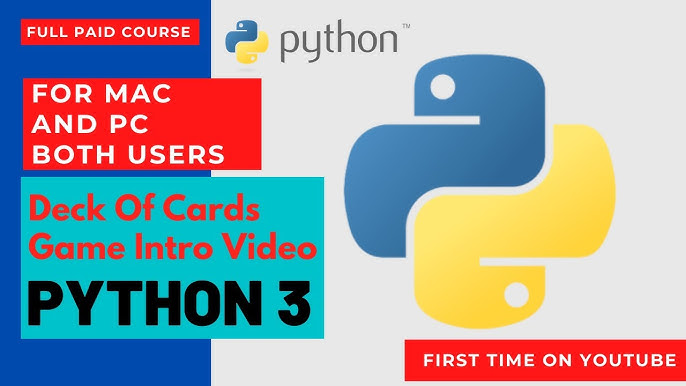 FULL PAID COURSE
python™
FOR MAC
AND PC
BOTH USERS
Deck Of Cards
Game Intro Video
PYTHON 3
FIRST TIME ON YOUTUBE